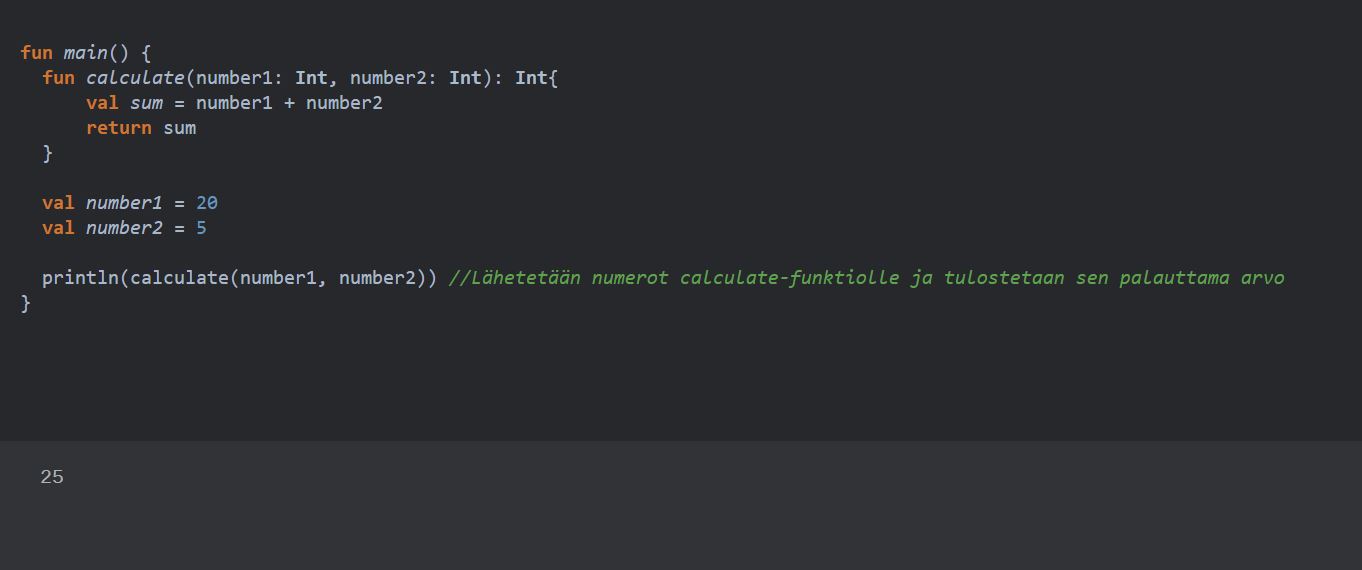 fun main() {
fun calculate(number1: Int, number2: Int): Int{
val sum = number1 + number2
return sum
}
val number1 = 20
val number2 = 5
println(calculate(number1, number2)) //Lähetetään numerot calculate-funktiolle ja tulostetaan sen palauttama arvo
}
25